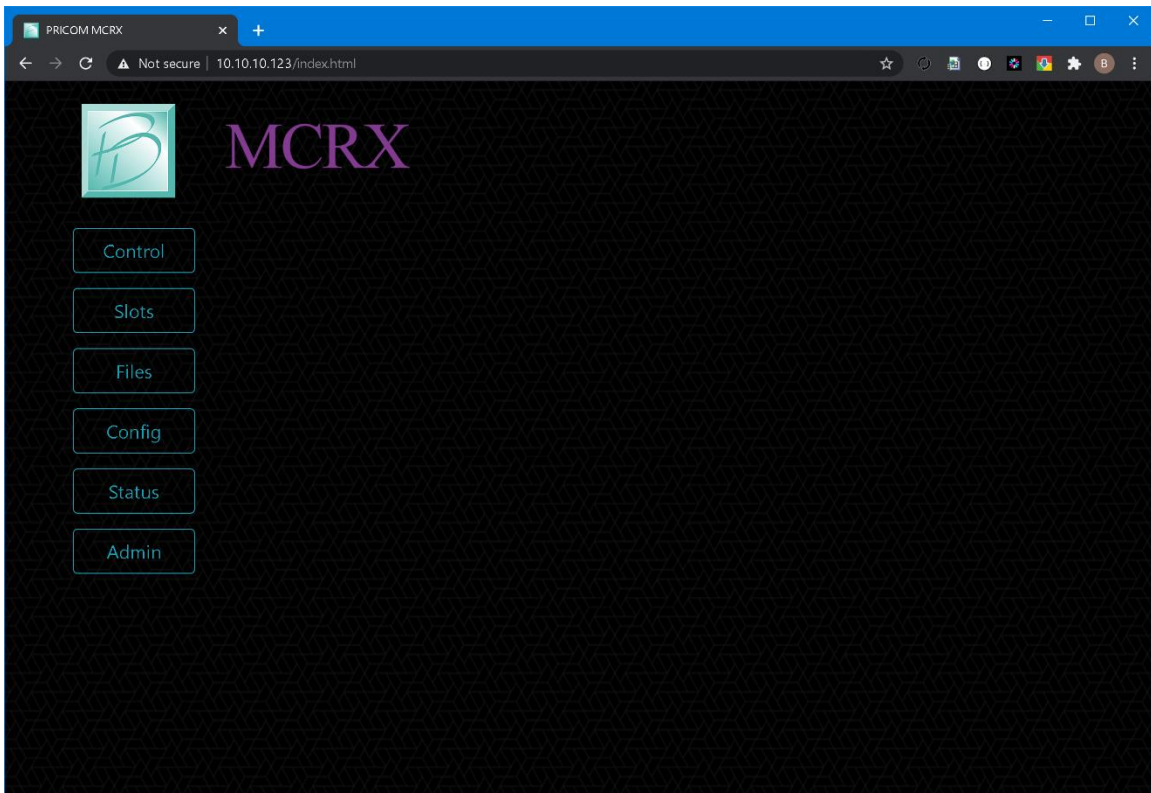 PRICOM MCRX
Not secure | 10.10.10.123/index.html
B
MCRX
Control
Slots
Files
Config
Status
Admin